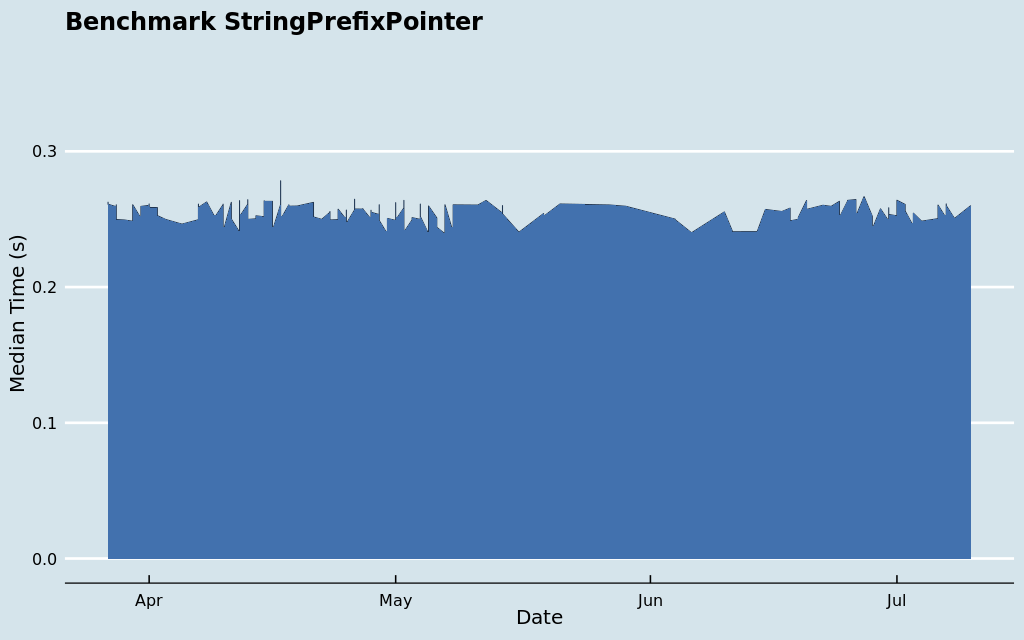 Benchmark StringPrefixPointer
Median Time (s)
0.3
0.2
0.1
0.0
Apr May Jun Jul
Date